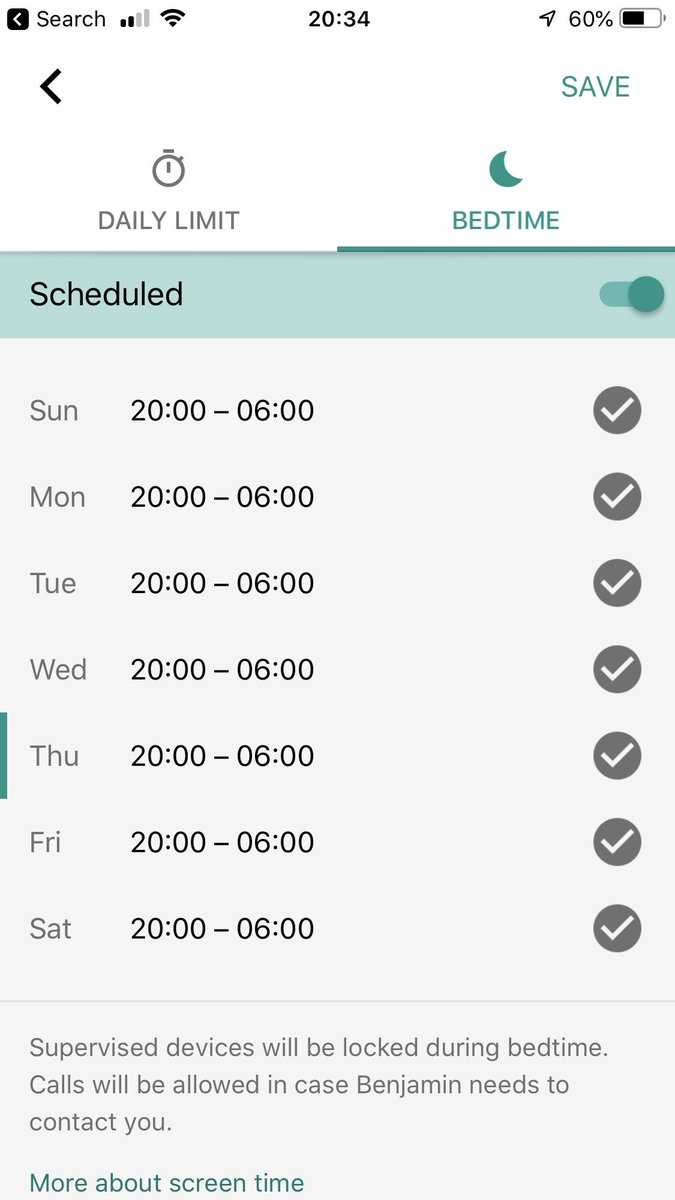 Search 20:34 60%
SAVE
DAILY LIMIT BEDTIME
Scheduled
Sun 20:00 – 06:00
Mon 20:00 – 06:00
Tue 20:00 – 06:00
Wed 20:00 – 06:00
Thu 20:00 – 06:00
Fri 20:00 – 06:00
Sat 20:00 – 06:00
Supervised devices will be locked during bedtime.
Calls will be allowed in case Benjamin needs to
contact you.
More about screen time